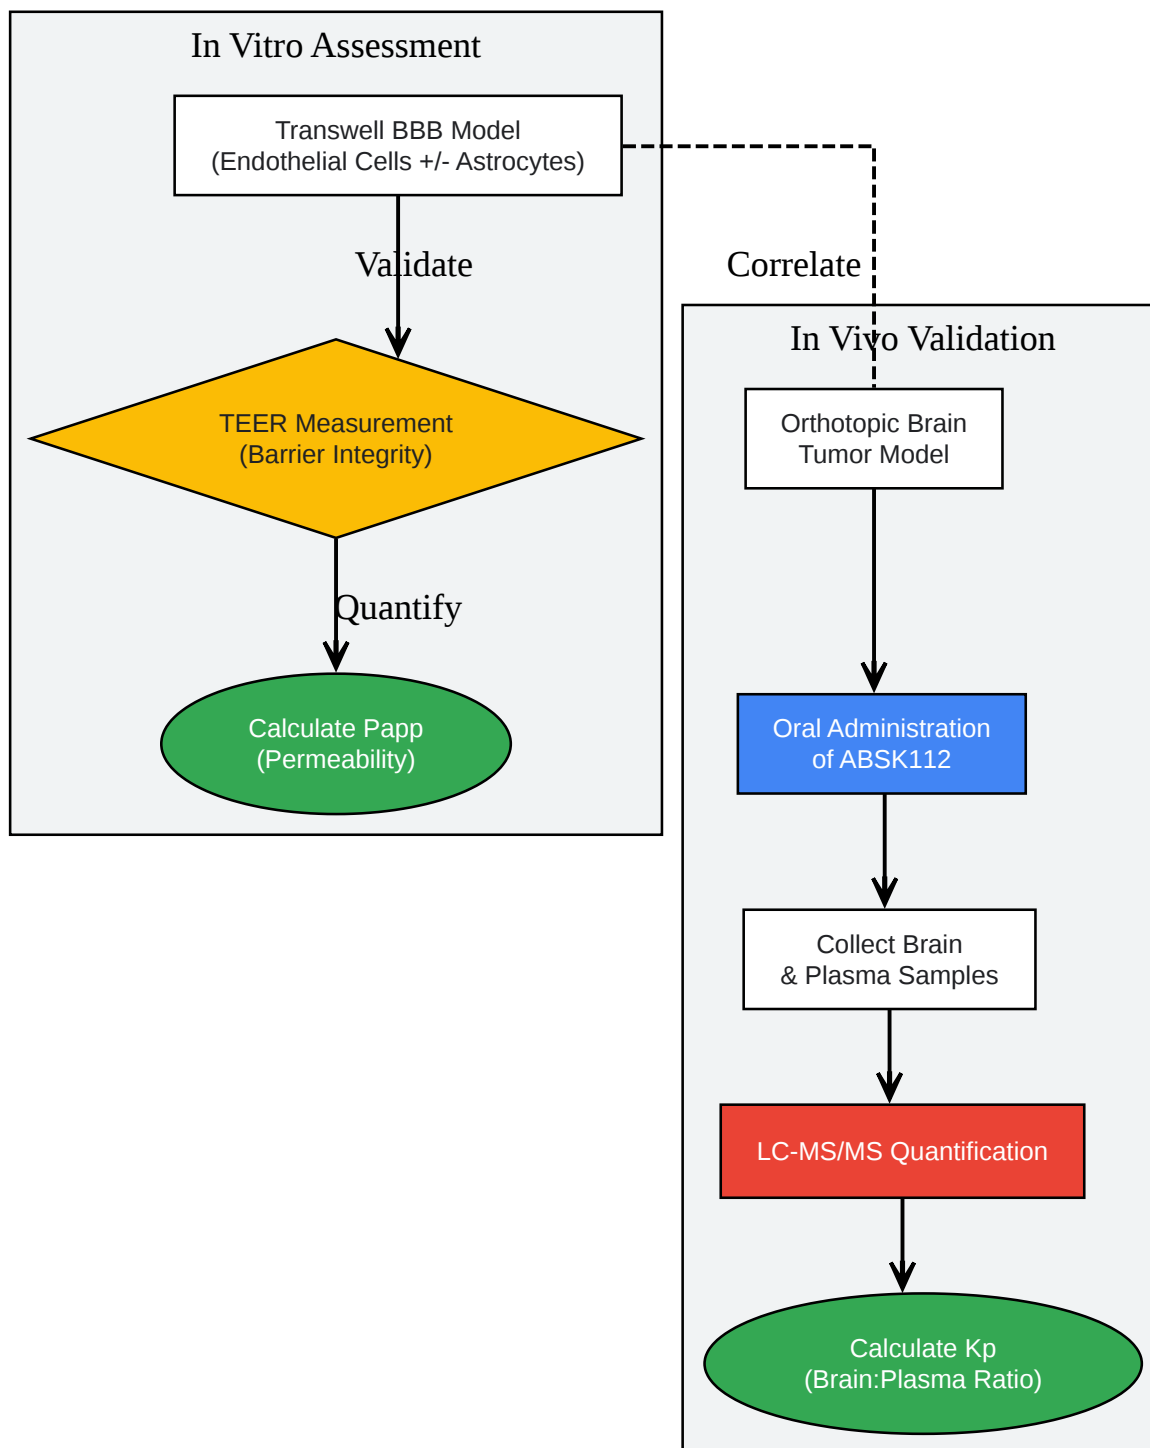 In Vitro Assessment
Transwell BBB Model
(Endothelial Cells +/- Astrocytes)
Validate
TEER Measurement
(Barrier Integrity)
Quantify
Calculate Papp
(Permeability)
Correlate
In Vivo Validation
Orthotopic Brain
Tumor Model
Oral Administration
of ABSK112
Collect Brain
& Plasma Samples
LC-MS/MS Quantification
Calculate Kp
(Brain:Plasma Ratio)